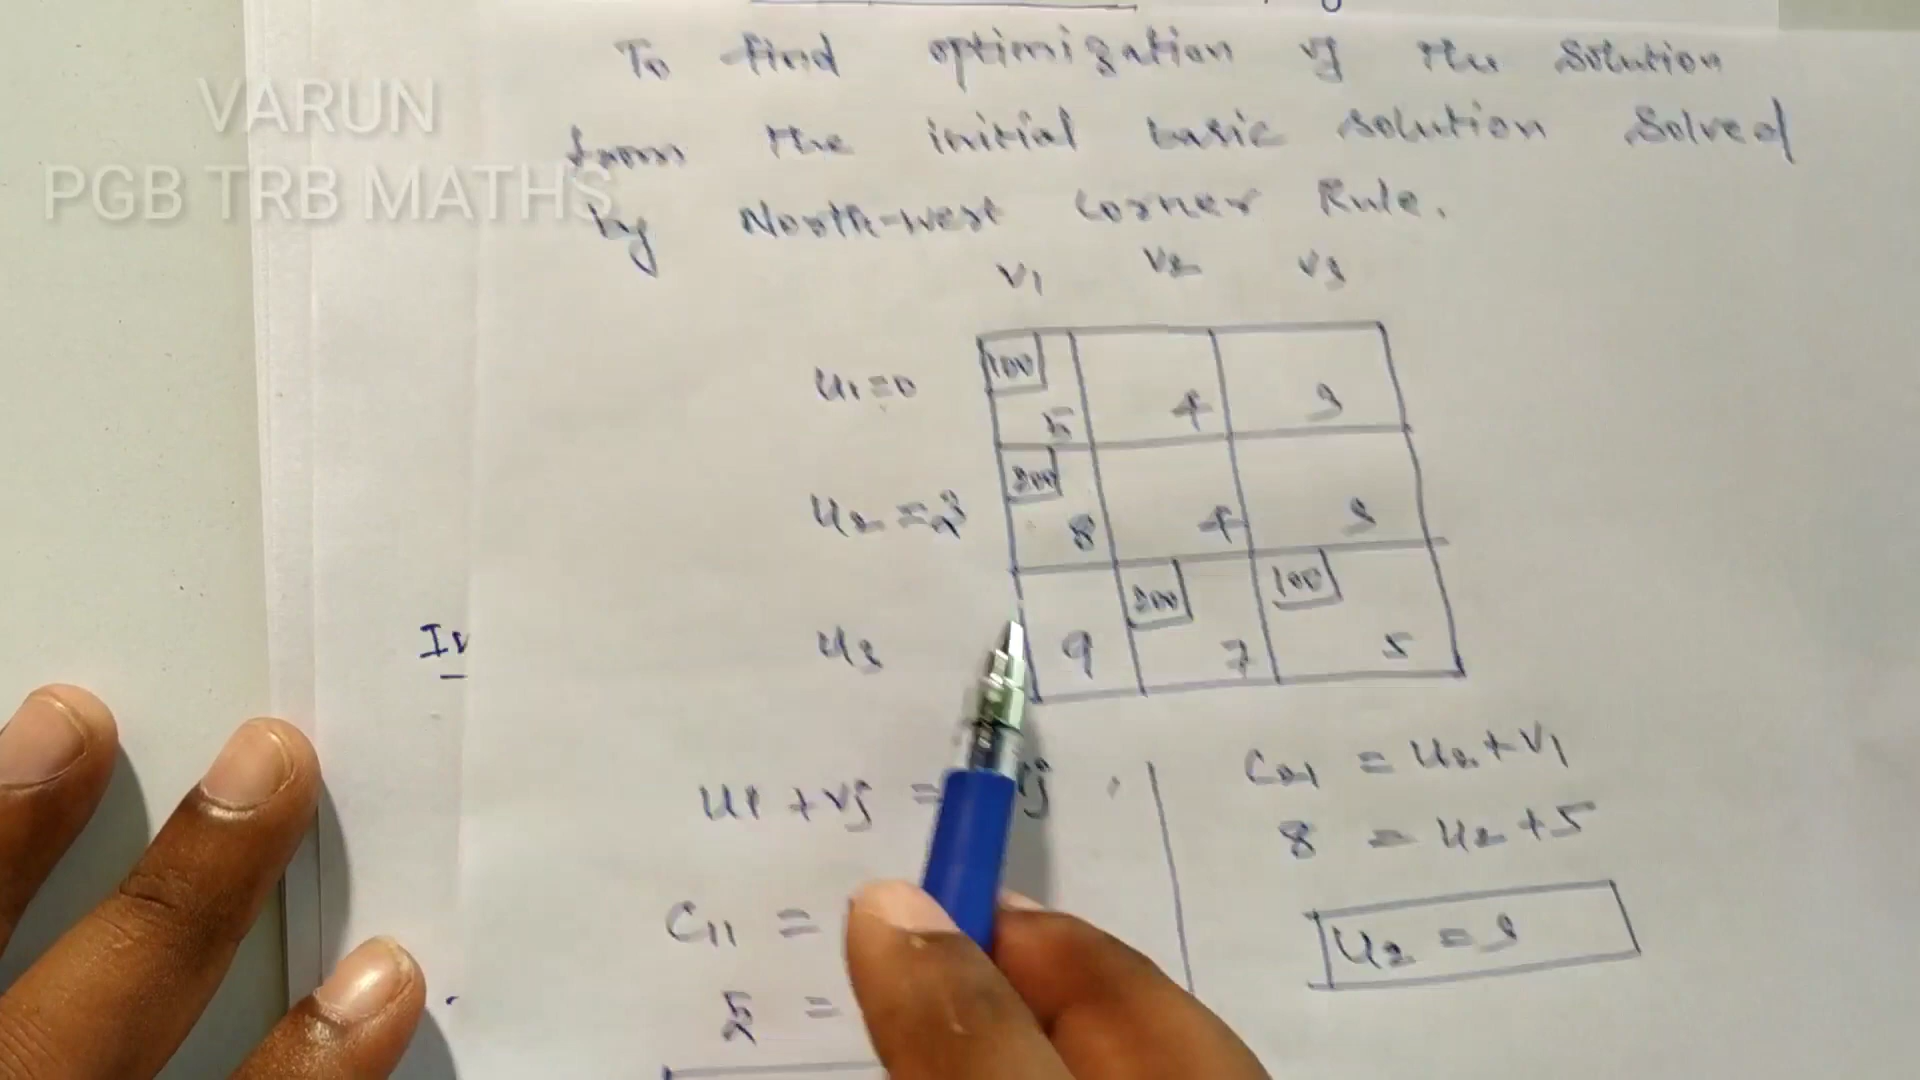 VARUN
PGB TRB MATHS
To find optimization of the solution
from the initial basic solution solved
by North-west corner Rule.
v1 v2 v3
u1=0 100 5 4 3
u2=3 300 8 4 3
u3 9 300 7 100 5
C21 = u2+v1
ui+vj =
8 = u2+5
C11 =
u2 = 3
5 =